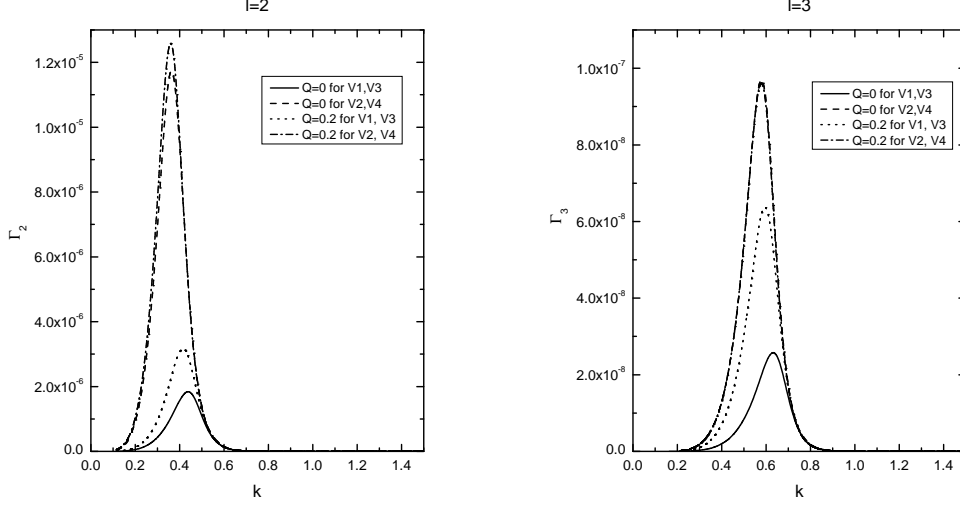 l=2
1.2x10⁻⁵
1.0x10⁻⁵
8.0x10⁻⁶
6.0x10⁻⁶
4.0x10⁻⁶
2.0x10⁻⁶
0.0
Γ₂
Q=0 for V1,V3
Q=0 for V2,V4
Q=0.2 for V1, V3
Q=0.2 for V2, V4
0.0 0.2 0.4 0.6 0.8 1.0 1.2 1.4
k
l=3
1.0x10⁻⁷
8.0x10⁻⁸
6.0x10⁻⁸
4.0x10⁻⁸
2.0x10⁻⁸
0.0
Γ₃
Q=0 for V1,V3
Q=0 for V2,V4
Q=0.2 for V1, V3
Q=0.2 for V2, V4
0.0 0.2 0.4 0.6 0.8 1.0 1.2 1.4
k